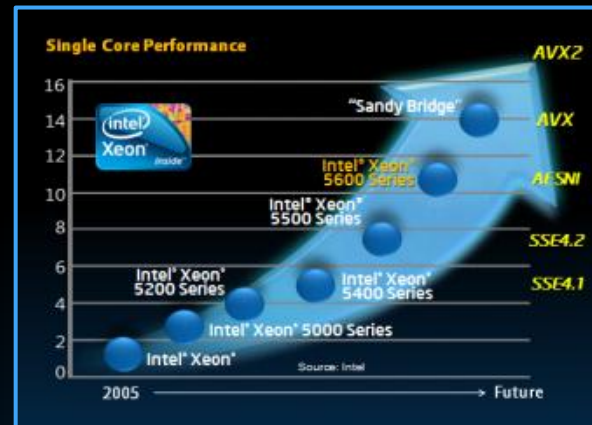 Single Core Performance
AVX2
16
14
12
10
8
6
4
2
0
intel
Xeon®
inside™
"Sandy Bridge"
AVX
Intel® Xeon®
5600 Series
AESNI
Intel® Xeon®
5500 Series
SSE4.2
Intel® Xeon®
5200 Series
Intel® Xeon®
5400 Series
SSE4.1
Intel® Xeon® 5000 Series
Intel® Xeon®
Source: Intel
2005
Future